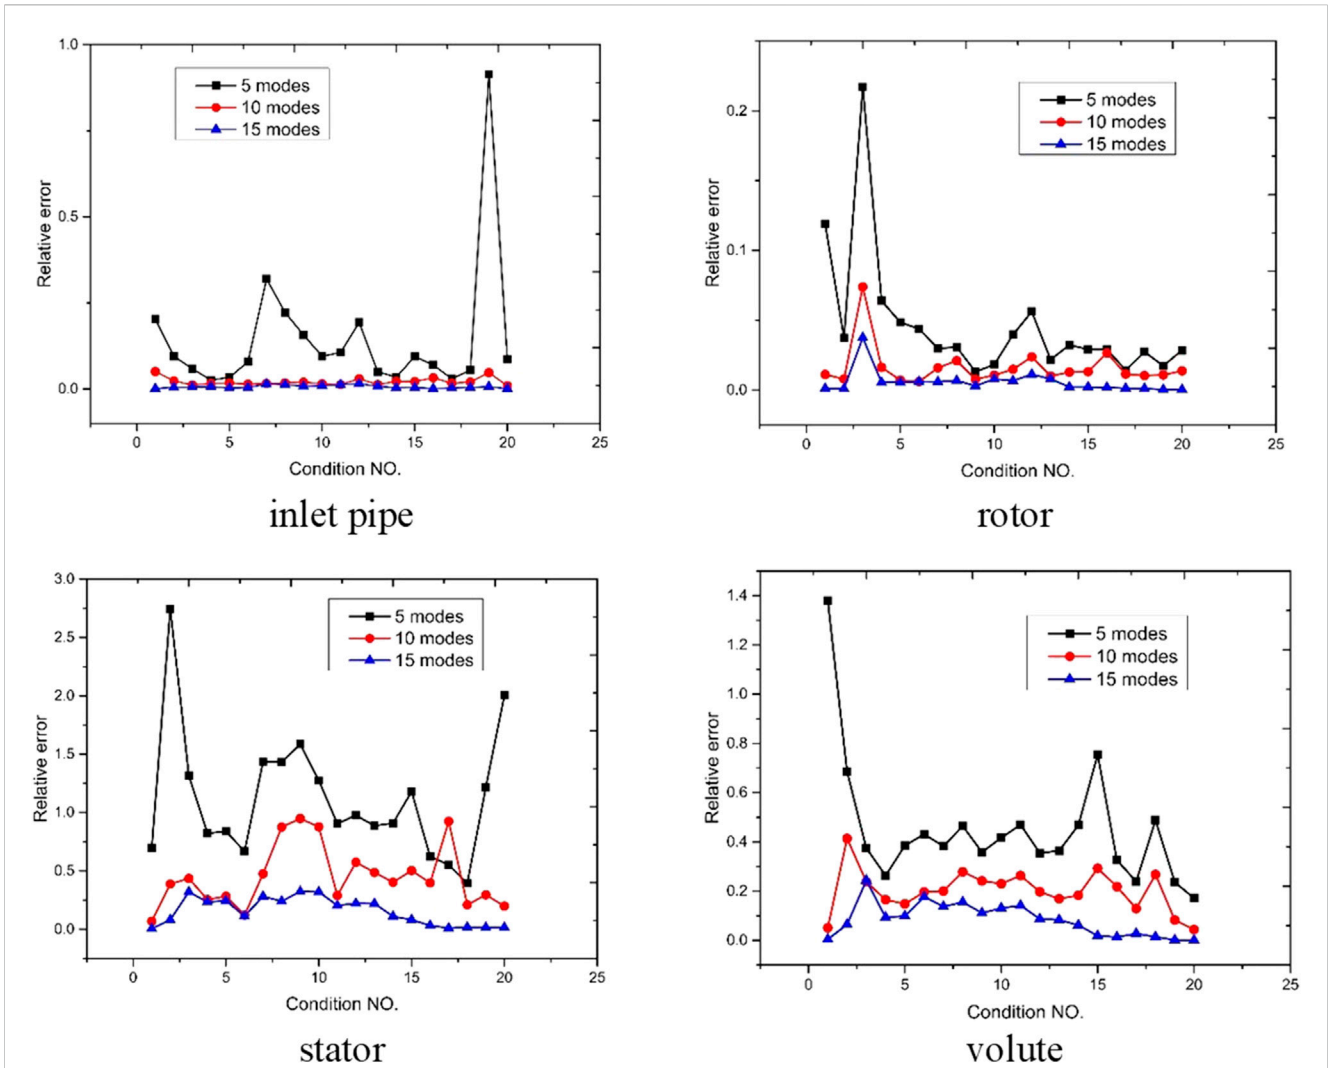 1.0
0.5
0.0
Relative error
5 modes
10 modes
15 modes
0 5 10 15 20 25
Condition NO.
inlet pipe
0.2
0.1
0.0
Relative error
5 modes
10 modes
15 modes
0 5 10 15 20 25
Condition NO.
rotor
3.0
2.5
2.0
1.5
1.0
0.5
0.0
Relative error
5 modes
10 modes
15 modes
0 5 10 15 20 25
Condition NO.
stator
1.4
1.2
1.0
0.8
0.6
0.4
0.2
0.0
Relative error
5 modes
10 modes
15 modes
0 5 10 15 20 25
Condition NO.
volute